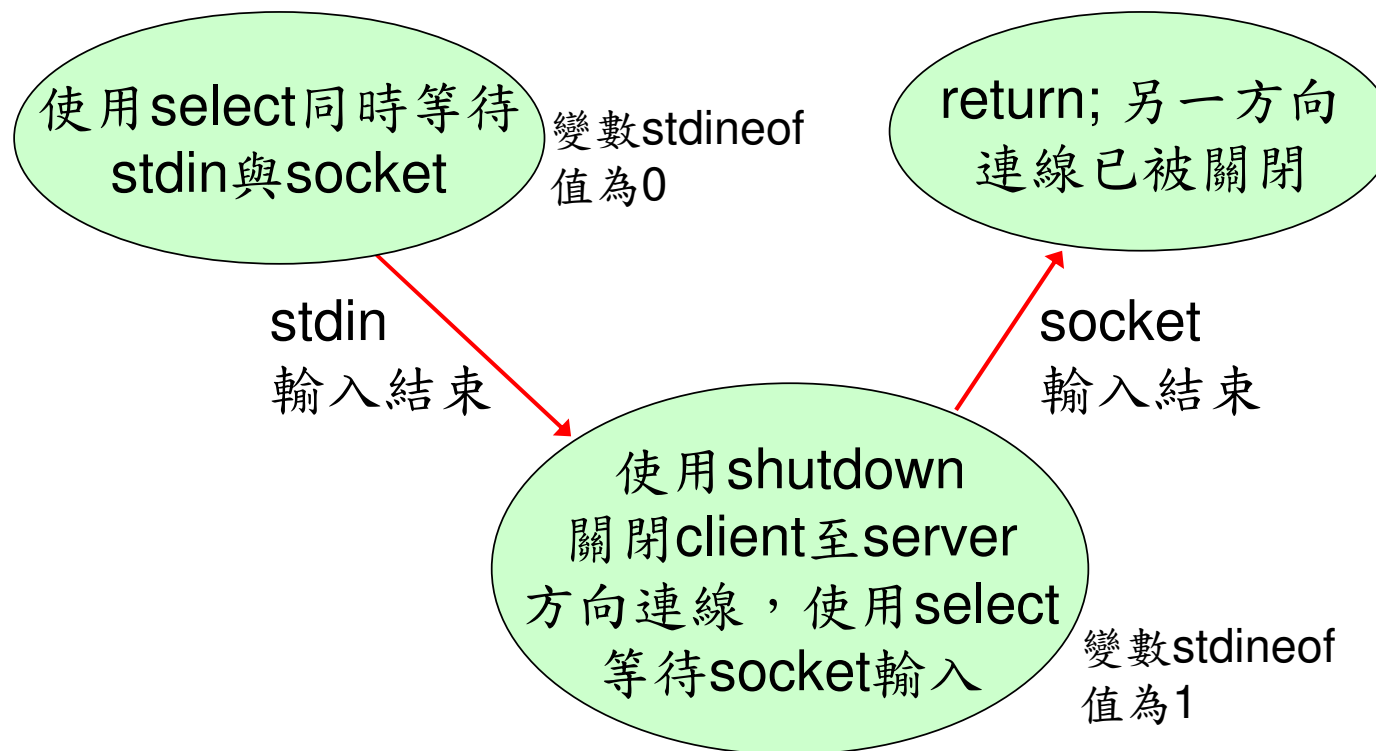 使用select同時等待
stdin與socket
變數stdineof
值為0
return; 另一方向
連線已被關閉
stdin
輸入結束
socket
輸入結束
使用shutdown
關閉client至server
方向連線，使用select
等待socket輸入
變數stdineof
值為1